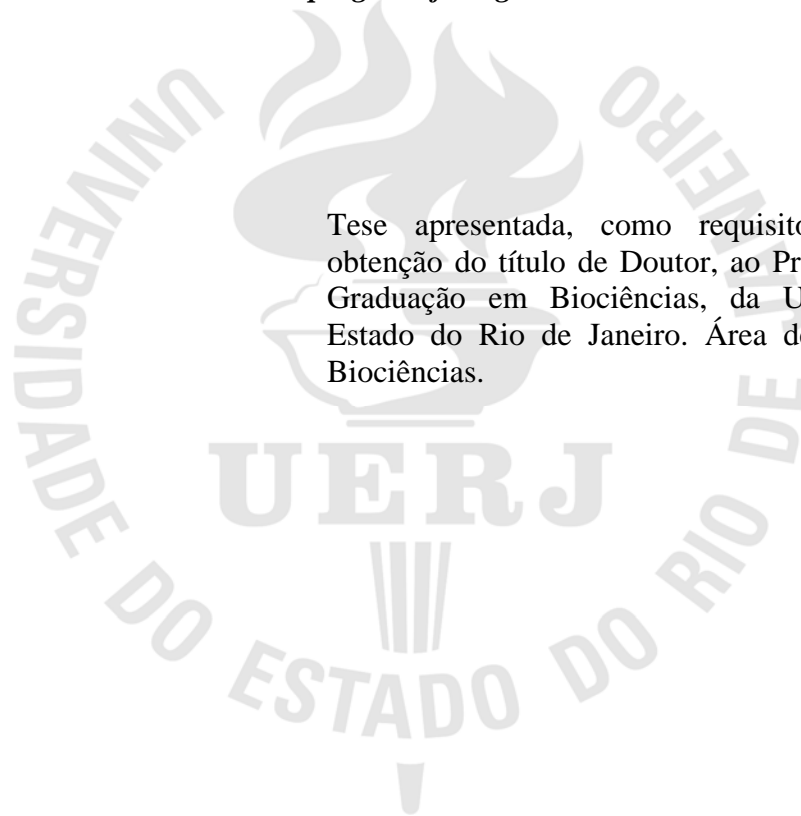 Tese apresentada, como requisito
obtenção do título de Doutor, ao
Graduação em Biociências, da
Estado do Rio de Janeiro. Área
Biociências.
UNIVERSIDADE DO ESTADO DO RIO DE JANEIRO
UERJ